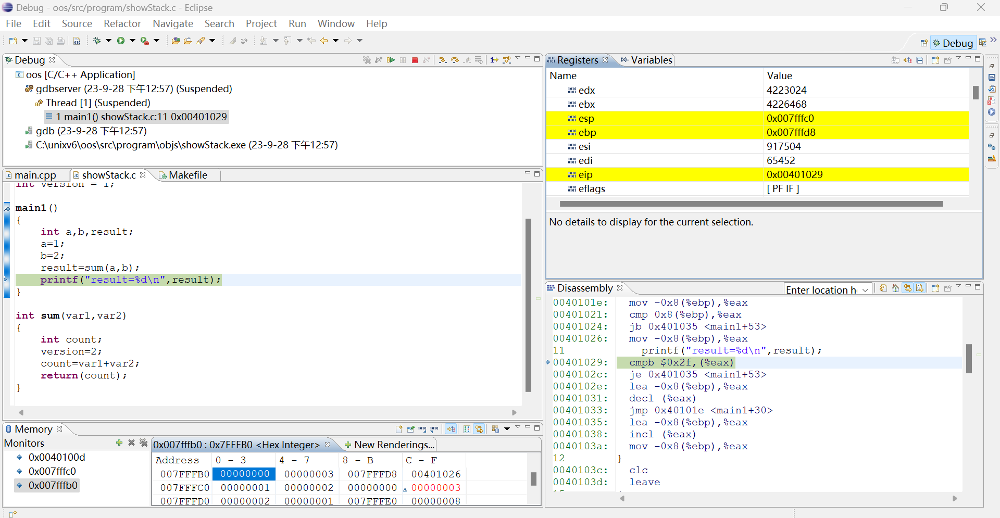 Debug - oos/src/program/showStack.c - Eclipse
File Edit Source Refactor Navigate Search Project Run Window Help
Debug
Debug
oos [C/C++ Application]
gdbserver (23-9-28 下午12:57) (Suspended)
Thread [1] (Suspended)
1 main1() showStack.c:11 0x00401029
gdb (23-9-28 下午12:57)
C:\unixv6\oos\src\program\objs\showStack.exe (23-9-28 下午12:57)
Registers (x)= Variables
Name Value
edx 4223024
ebx 4226468
esp 0x007fffc0
ebp 0x007fffd8
esi 917504
edi 65452
eip 0x00401029
eflags [ PF IF ]
No details to display for the current selection.
main.cpp showStack.c Makefile
int version = 1;
main1()
{
int a,b,result;
a=1;
b=2;
result=sum(a,b);
printf("result=%d\n",result);
}
int sum(var1,var2)
{
int count;
version=2;
count=var1+var2;
return(count);
}
Disassembly Enter location h
0040101e: mov -0x8(%ebp),%eax
00401021: cmp 0x8(%ebp),%eax
00401024: jb 0x401035 <main1+53>
00401026: mov -0x8(%ebp),%eax
11 printf("result=%d\n",result);
00401029: cmpb $0x2f,(%eax)
0040102c: je 0x401035 <main1+53>
0040102e: lea -0x8(%ebp),%eax
00401031: decl (%eax)
00401033: jmp 0x40101e <main1+30>
00401035: lea -0x8(%ebp),%eax
00401038: incl (%eax)
0040103a: mov -0x8(%ebp),%eax
12 }
0040103c: clc
0040103d: leave
Memory
Monitors
0x0040100d
0x007fffc0
0x007fffb0
0x007fffb0 : 0x7FFFB0 <Hex Integer> New Renderings...
Address 0 - 3 4 - 7 8 - B C - F
007FFFB0 00000000 00000003 007FFFD8 00401026
007FFFC0 00000001 00000002 00000000 00000003
007FFFD0 00000002 00000001 007FFFE0 00000008